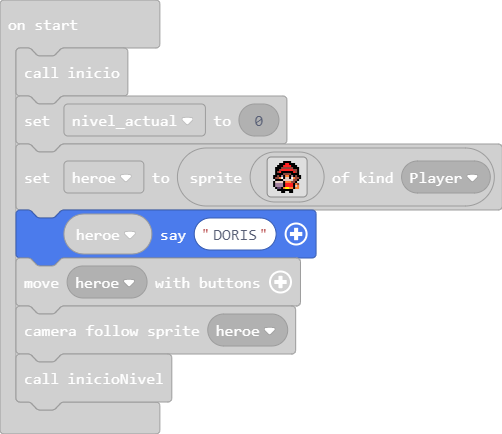 on start
call inicio
set nivel_actual to 0
set heroe to sprite of kind Player
heroe say "DORIS"
move heroe with buttons
camera follow sprite heroe
call inicioNivel